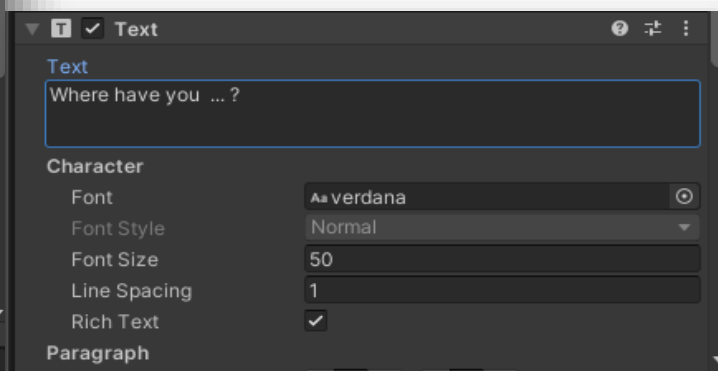 Text
Text
Where have you  ... ?
Character
Font Aa verdana
Font Style Normal
Font Size 50
Line Spacing 1
Rich Text
Paragraph